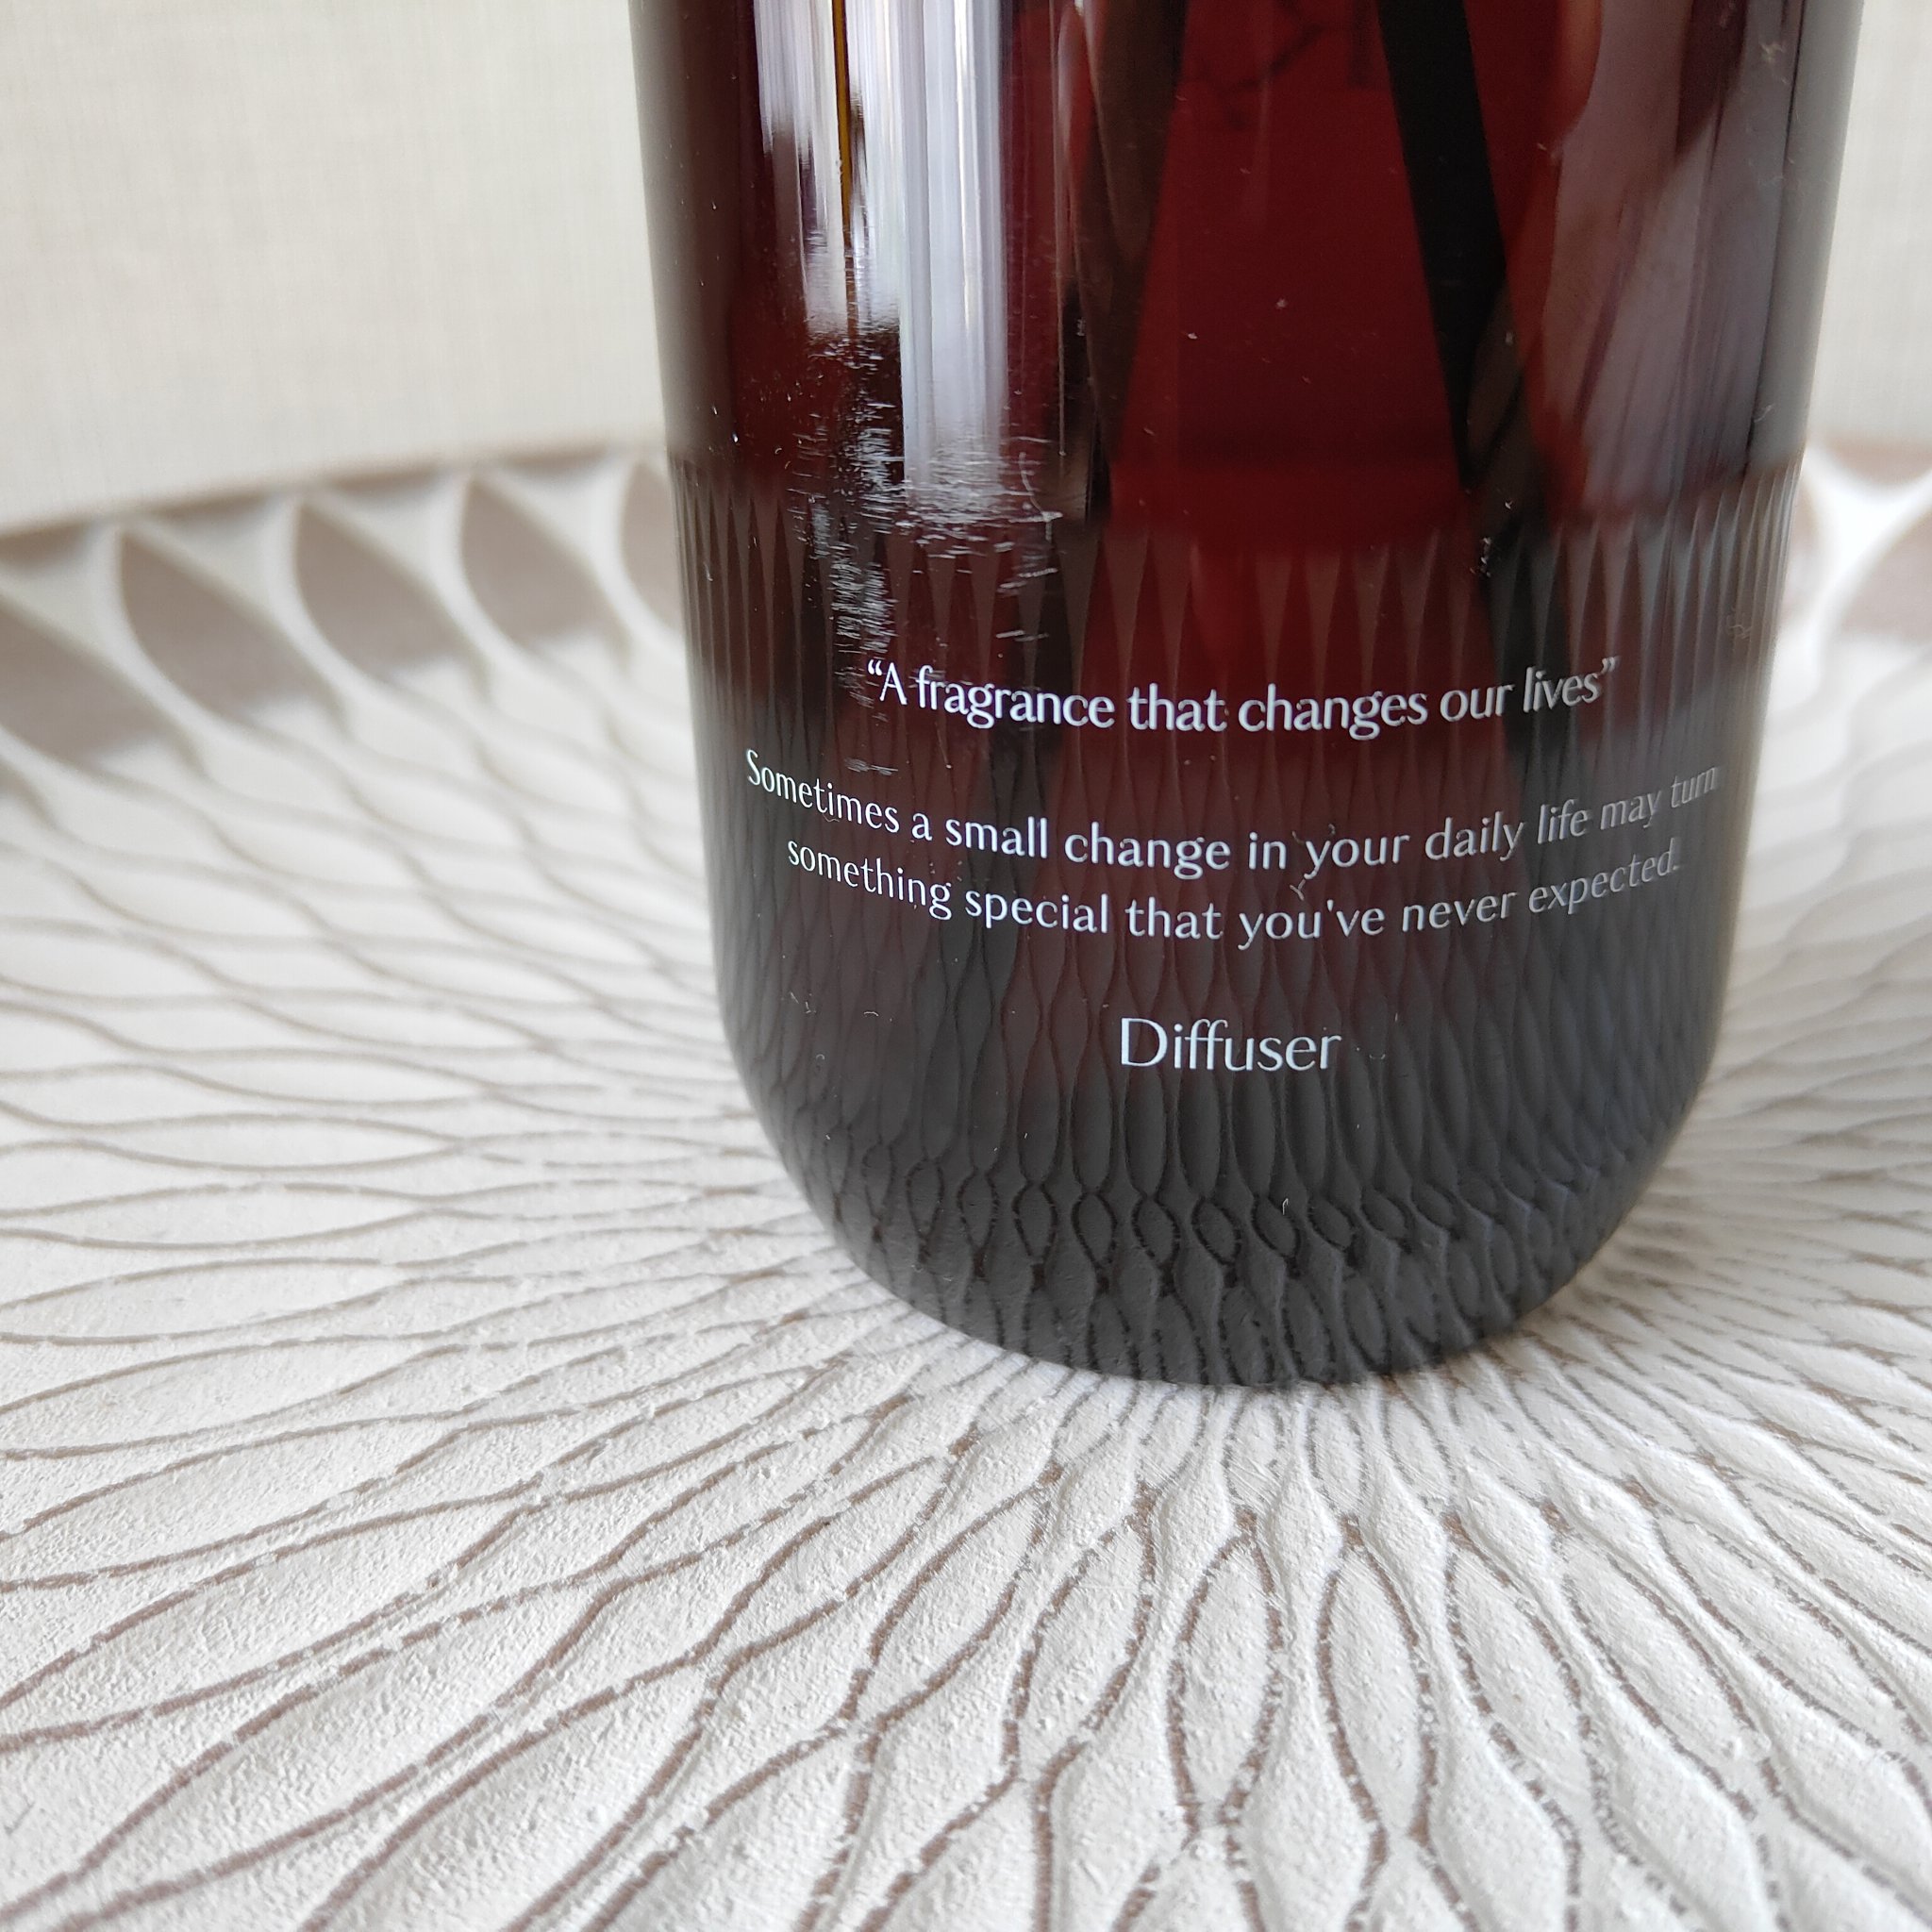 “A fragrance that changes our lives”
Sometimes a small change in your daily life may turn
something special that you've never expected.
Diffuser